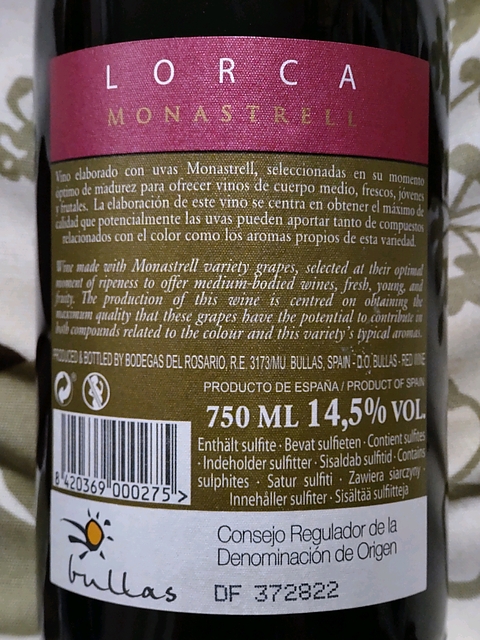 LORCA
MONASTRELL
Vino elaborado con uvas Monastrell, seleccionadas en su momento
óptimo de madurez para ofrecer vinos de cuerpo medio, frescos, jóvenes
y frutales. La elaboración de este vino se centra en obtener el máximo de
calidad que potencialmente las uvas pueden aportar tanto de compuestos
relacionados con el color como los aromas propios de esta variedad.
Wine made with Monastrell variety grapes, selected at their optimal
moment of ripeness to offer medium-bodied wines, fresh, young, and
fruity. The production of this wine is centred on obtaining the
maximum quality that these grapes have the potential to contribute on
both compounds related to the colour and this variety's typical aromas.
PRODUCED & BOTTLED BY BODEGAS DEL ROSARIO, R.E. 3173/MU. BULLAS, SPAIN - D.O. BULLAS - RED WINE
PRODUCTO DE ESPAÑA / PRODUCT OF SPAIN
750 ML 14,5% VOL.
Enthält sulfite · Bevat sulfieten · Contient sulfites
· Indeholder sulfitter · Sisaldab sulfitid · Contains
sulphites · Satur sulfiti · Zawiera siarczyny ·
Innehåller sulfiter · Sisältää sulfiitteja
8 420369 000275 >
Consejo Regulador de la
Denominación de Origen
bullas
DF 372822